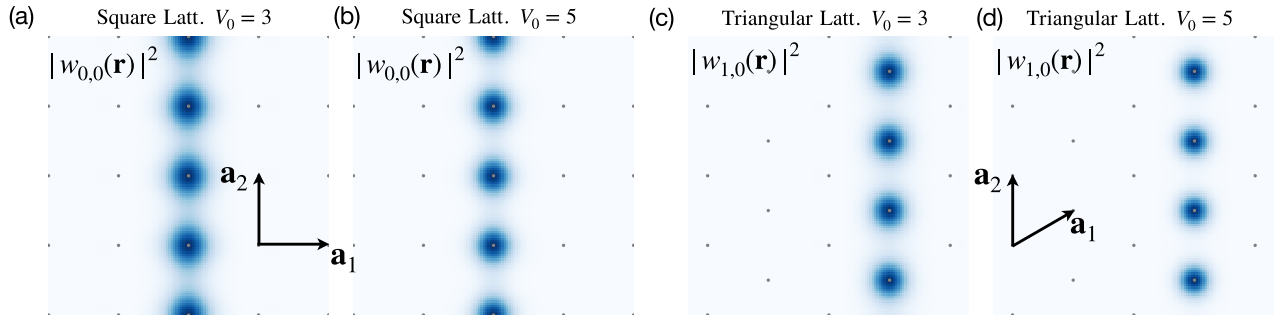 (a) Square Latt. V₀ = 3
|w₀,₀(r)|²
a₂
a₁
(b) Square Latt. V₀ = 5
|w₀,₀(r)|²
(c) Triangular Latt. V₀ = 3
|w₁,₀(r)|²
(d) Triangular Latt. V₀ = 5
|w₁,₀(r)|²
a₂
a₁